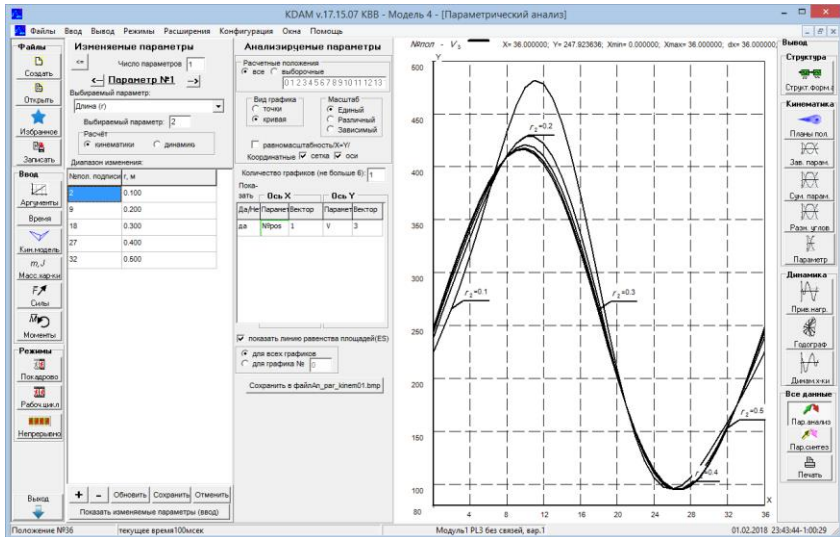 KDAM v.17.15.07 KBB - Модель 4 - [Параметрический анализ]
Файлы Ввод Вывод Режимы Расширения Конфигурация Окна Помощь
Файлы
Создать
Открыть
Избранное
Записать
Ввод
Аргументы
Время
Кин.модель
m, J
Масс.хар-ки
F
Силы
M
Моменты
Режимы
Покадрово
Рабоч.цикл
Непрерывно
Выход
Изменяемые параметры
<=
Число параметров 1
<--| Параметр №1 -->|
Выбираемый параметр:
Длина (r)
Выбираемый параметр: 2
Расчёт
кинематики динамик
Диапазон изменения:
№пол. подписи r, м
2 0.100
9 0.200
18 0.300
27 0.400
32 0.500
+ - Обновить Сохранить Отменить
Показать изменяемые параметры (ввод)
Анализируемые параметры
Расчетные положения
все выборочные
0 1 2 3 4 5 6 7 8 9 10 11 12 13
Вид графика
точки
кривая
Масштаб
Единый
Различный
Зависимый
равномасштабность/X=Y/
Координатные сетка оси
Количество графиков (не больше 6): 1
Пока-
зать Ось X Ось Y
Да/Не Парамет Вектор Парамет Вектор
да №pos 1 V 3
показать линию равенства площадей(ES)
для всех графиков
для графика № 0
Сохранить в файлAn_par_kinem01.bmp
№пол - V3 X= 36.000000; Y= 247.923636; Xmin= 0.000000; Xmax= 36.000000; dx= 36.000000;
Y
600
450
400
350
300
250
200
150
100
80
4 8 12 16 20 24 28 32 36
X
r2=0.2
r2=0.1
r2=0.3
r2=0.5
r2=0.4
Вывод
Структура
Структ.форм.
Кинематика
Планы пол.
Зав. парам.
Сум. парам.
Разн. углов
Параметр
Динамика
Прив.нагр.
Годограф
Динам.х-ки
Все данные
Пар.анализ
Пар.синтез
Печать
Положение №36 текущее время100мсек Модуль1 PL3 без связей, вар.1 01.02.2018 23:43:44-1:00:29